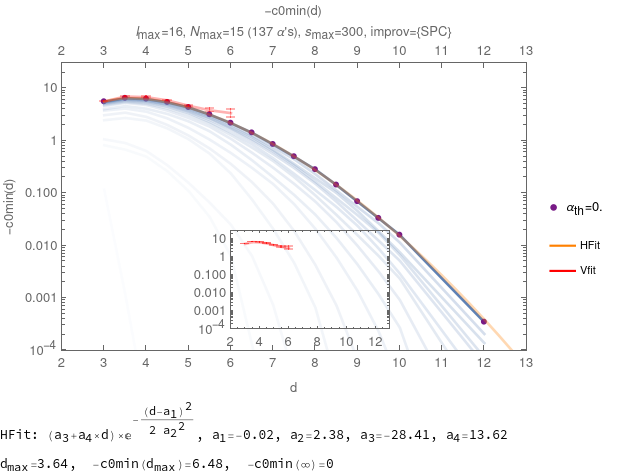 −c0min(d)
lmax=16, Nmax=15 (137 α's), smax=300, improv={SPC}
2 3 4 5 6 7 8 9 10 11 12 13
10
1
0.100
0.010
0.001
10⁻⁴
−c0min(d)
10
1
0.100
0.010
0.001
10⁻⁴
2 4 6 8 10 12
2 3 4 5 6 7 8 9 10 11 12 13
d
αth=0.
HFit
Vfit
HFit: (a₃+a₄×d)×e^(-(d-a₁)²/(2 a₂²)), a₁=-0.02, a₂=2.38, a₃=-28.41, a₄=13.62
dmax=3.64, -c0min(dmax)=6.48, -c0min(∞)=0